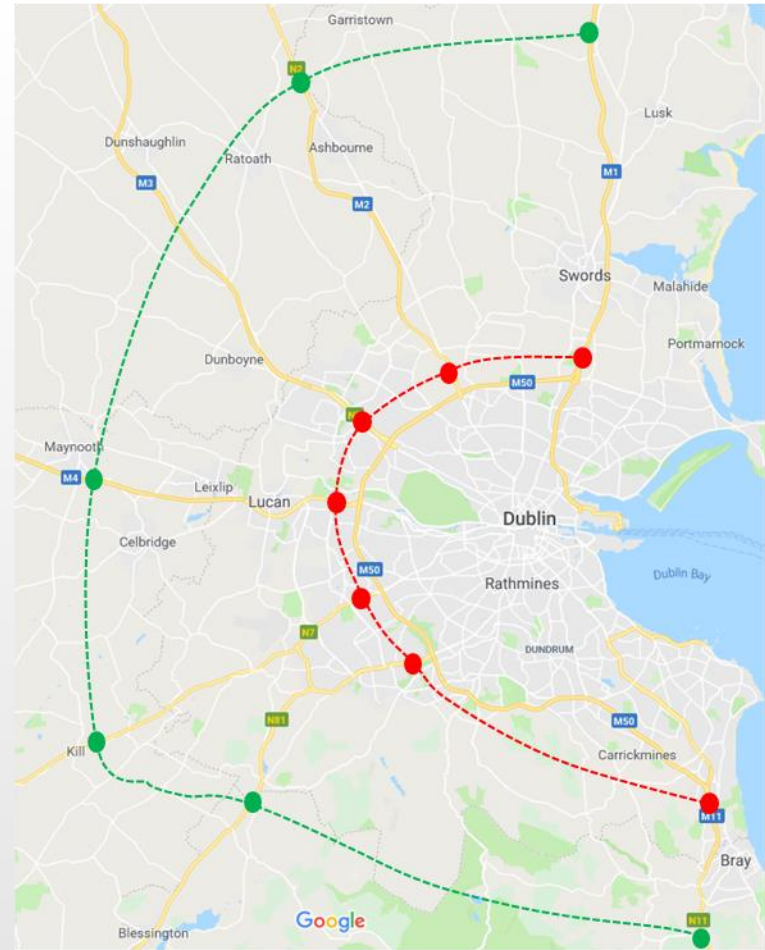 Garristown
N2
Lusk
Dunshaughlin
Ashbourne
Ratoath
M1
M3
M2
Swords
Malahide
Portmarnock
Dunboyne
M50
Maynooth
M4
Leixlip
Lucan
Dublin
Celbridge
M50
Rathmines
Dublin Bay
N7
DUNDRUM
N81
M50
Kill
Carrickmines
M11
Bray
Google
N11
Blessington